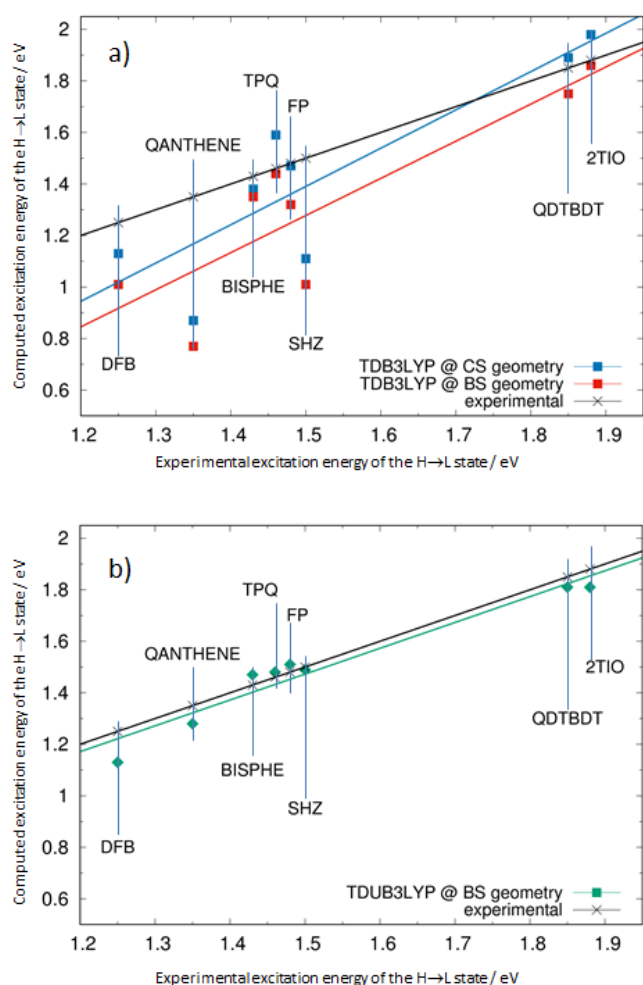 a)
Computed excitation energy of the H→L state / eV
2
1.8
1.6
1.4
1.2
1
0.8
0.6
TPQ
FP
QANTHENE
2TIO
QDTBDT
BISPHE
SHZ
DFB
TDB3LYP @ CS geometry
TDB3LYP @ BS geometry
experimental
1.2 1.3 1.4 1.5 1.6 1.7 1.8 1.9
Experimental excitation energy of the H→L state / eV
b)
Computed excitation energy of the H→L state / eV
2
1.8
1.6
1.4
1.2
1
0.8
0.6
TPQ
FP
QANTHENE
2TIO
QDTBDT
BISPHE
SHZ
DFB
TDUB3LYP @ BS geometry
experimental
1.2 1.3 1.4 1.5 1.6 1.7 1.8 1.9
Experimental excitation energy of the H→L state / eV